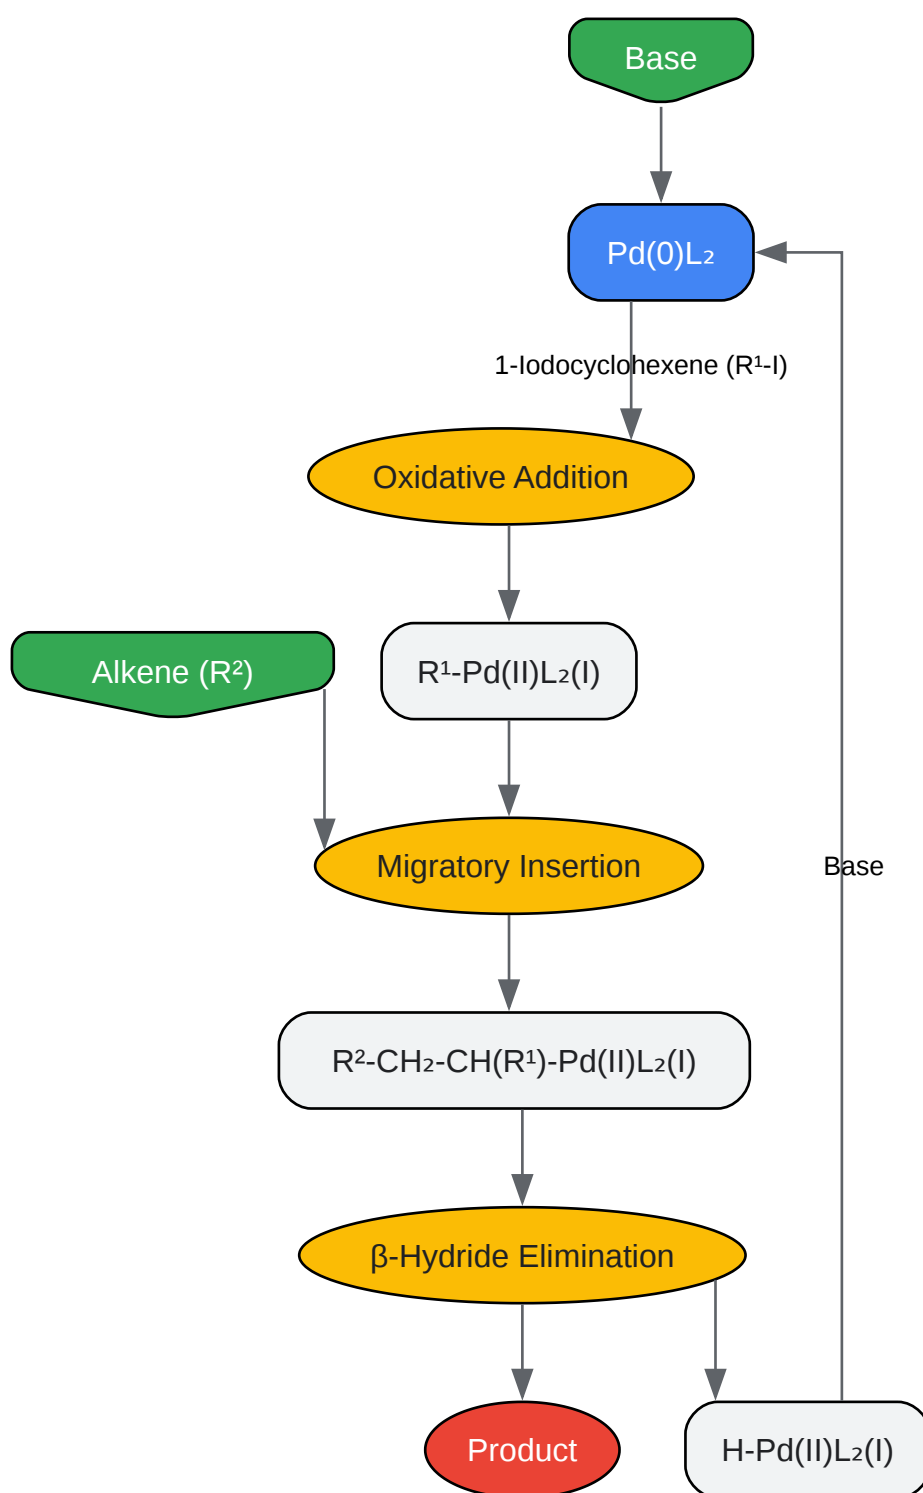 Base
Pd(0)L₂
1-Iodocyclohexene (R¹-I)
Oxidative Addition
Alkene (R²)
R¹-Pd(II)L₂(I)
Migratory Insertion
Base
R²-CH₂-CH(R¹)-Pd(II)L₂(I)
β-Hydride Elimination
Product
H-Pd(II)L₂(I)